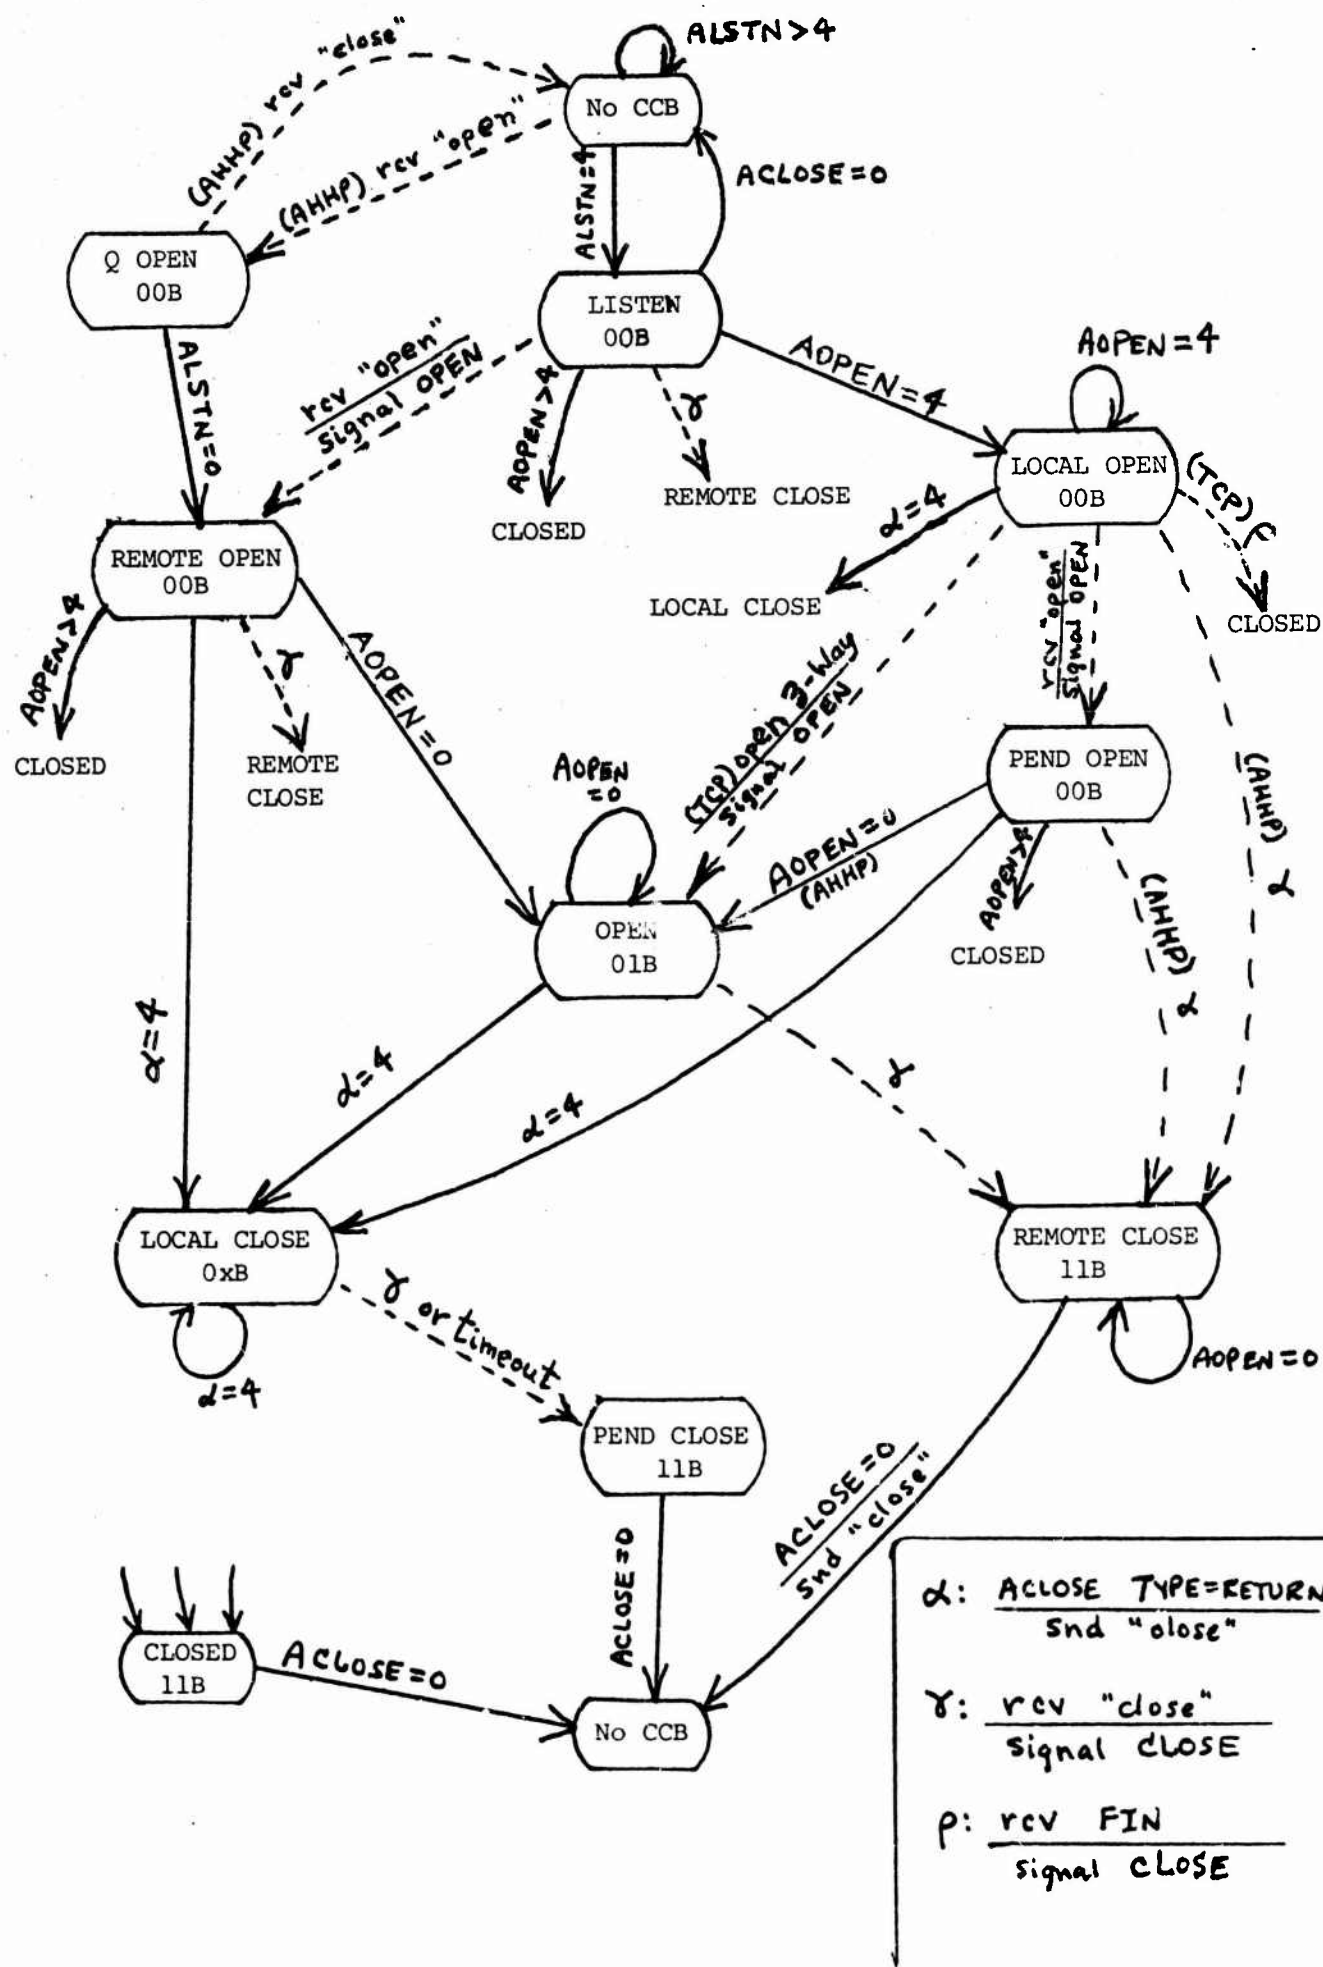 ALSTN>4
(AHHP) rcv "close"
No CCB
(AHHP) rcv "open"
ALSTN=4
ACLOSE=0
Q OPEN
00B
LISTEN
00B
ALSTN=0
rcv "open"
signal OPEN
AOPEN>4
γ
AOPEN=4
AOPEN=4
CLOSED
REMOTE CLOSE
LOCAL OPEN
00B
(TCP) ρ
α=4
LOCAL CLOSE
rcv "open"
signal OPEN
CLOSED
REMOTE OPEN
00B
AOPEN>4
γ
AOPEN=0
CLOSED
REMOTE
CLOSE
(TCP) open 3-Way
signal OPEN
PEND OPEN
00B
(AHHP) α
AOPEN
=0
AOPEN=0
(AHHP)
AOPEN>4
CLOSED
(AHHP) α
OPEN
01B
α=4
α=4
α=4
γ
LOCAL CLOSE
0xB
α=4
γ or timeout
REMOTE CLOSE
11B
AOPEN=0
PEND CLOSE
11B
ACLOSE=0
ACLOSE=0
Snd "close"
CLOSED
11B
ACLOSE=0
No CCB
α: ACLOSE TYPE=RETURN
Snd "close"
γ: rcv "close"
signal CLOSE
ρ: rcv FIN
signal CLOSE